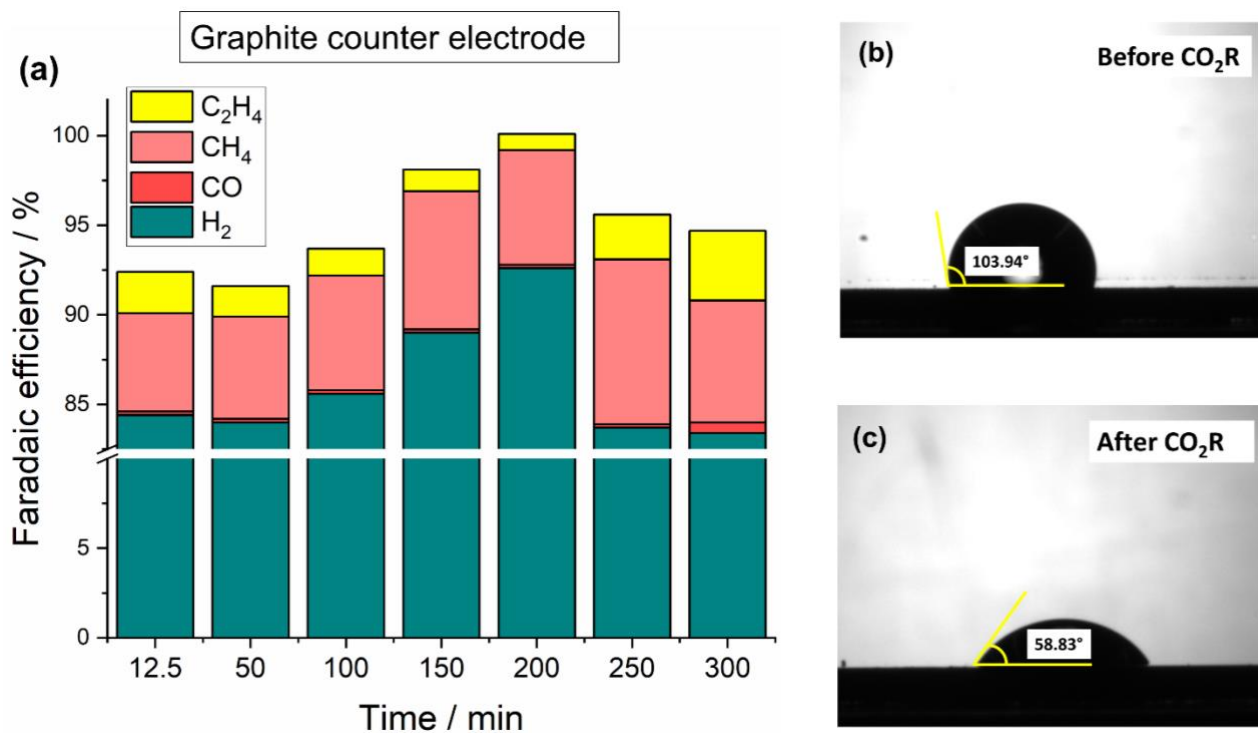 Graphite counter electrode
(a)
C₂H₄
CH₄
CO
H₂
Faradaic efficiency / %
100
95
90
85
5
0
12.5 50 100 150 200 250 300
Time / min
(b)
Before CO₂R
103.94°
(c)
After CO₂R
58.83°